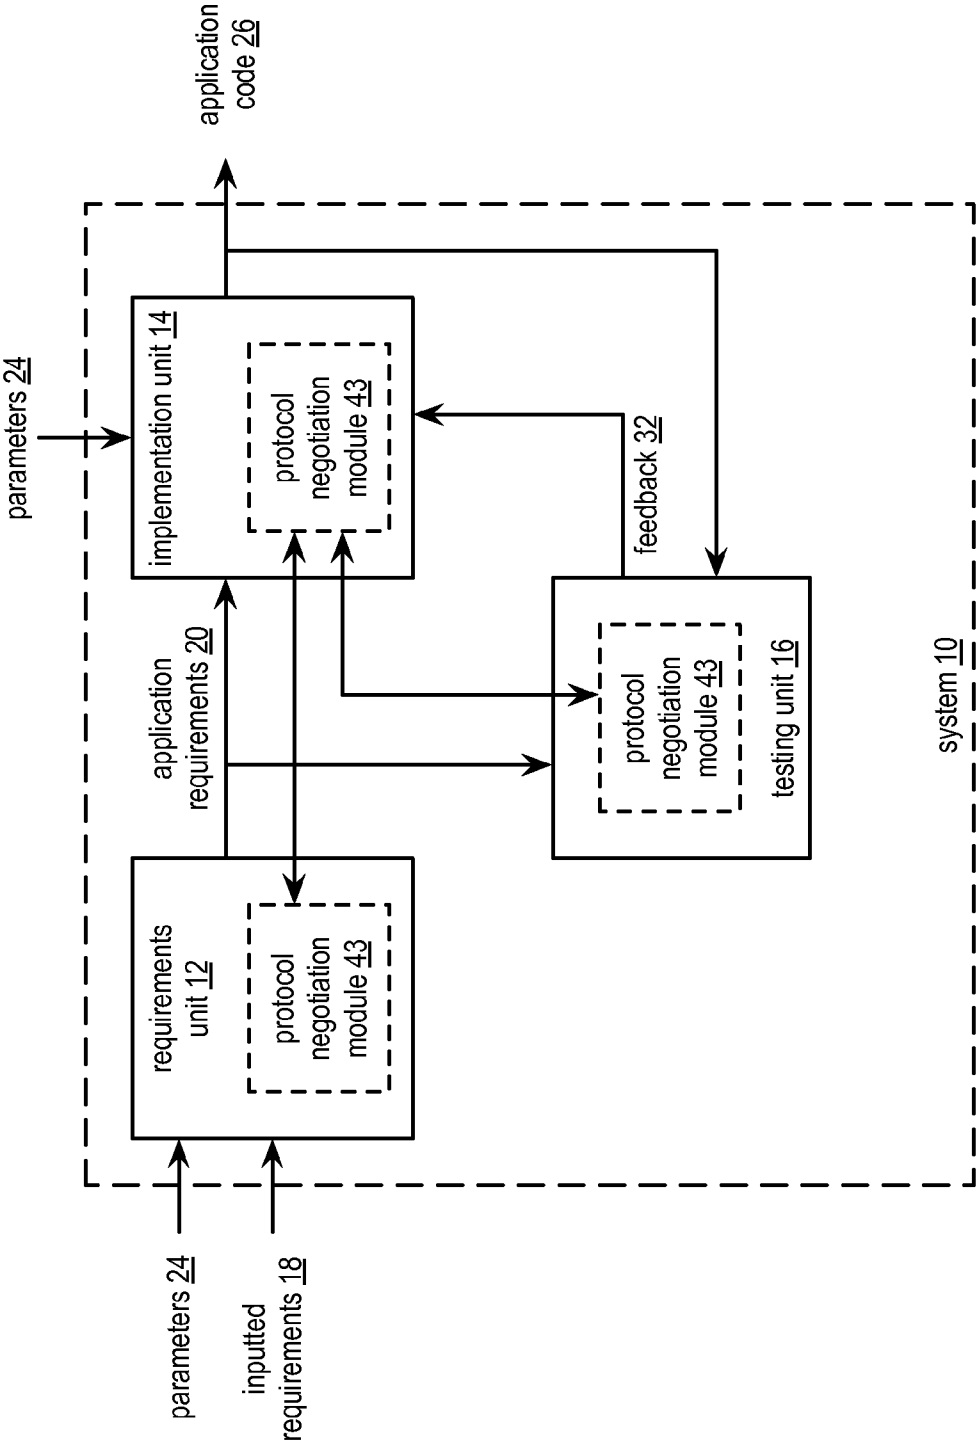 parameters 24
inputted
requirements 18
requirements
unit 12
protocol
negotiation
module 43
application
requirements 20
parameters 24
implementation unit 14
protocol
negotiation
module 43
application
code 26
feedback 32
protocol
negotiation
module 43
testing unit 16
system 10